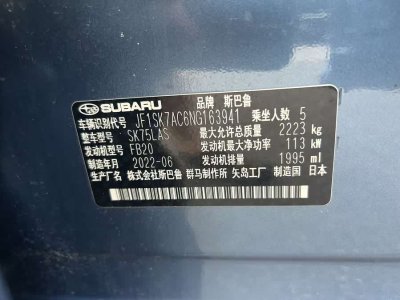 SUBARU 品牌 斯巴鲁
车辆识别代号 JF1SK7AC6NG163941 乘坐人数 5
整车型号 SK75LAS 最大允许总质量 2223 kg
发动机型号 FB20 发动机最大净功率 113 kW
制造年月 2022-06 发动机排量 1995 ml
制造厂名 株式会社斯巴鲁 群马制作所 矢岛工厂 制造国 日本